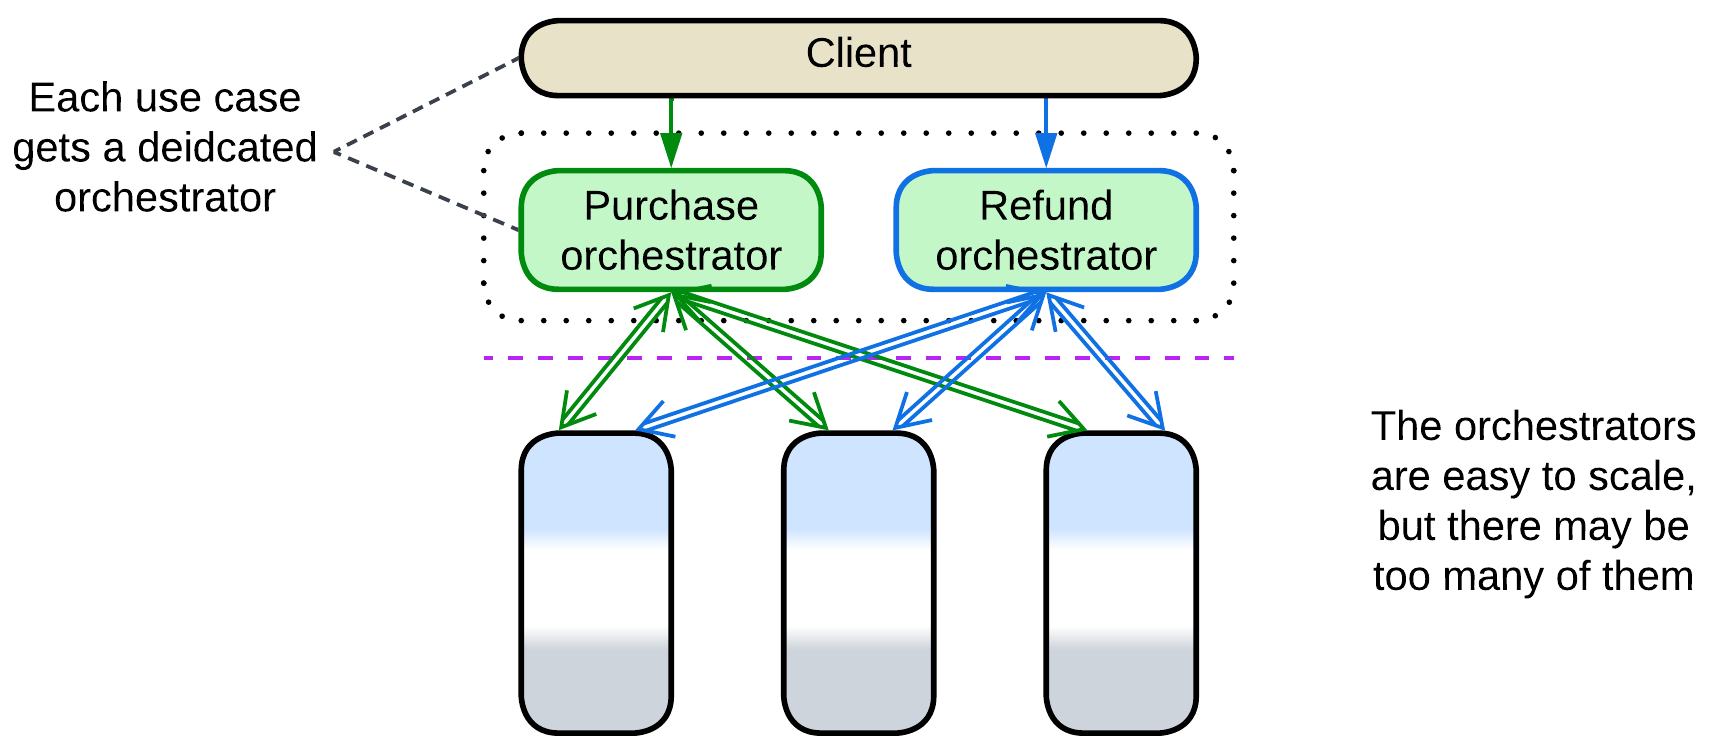 Client
Each use case
gets a deidcated
orchestrator
Purchase
orchestrator
Refund
orchestrator
The orchestrators
are easy to scale,
but there may be
too many of them